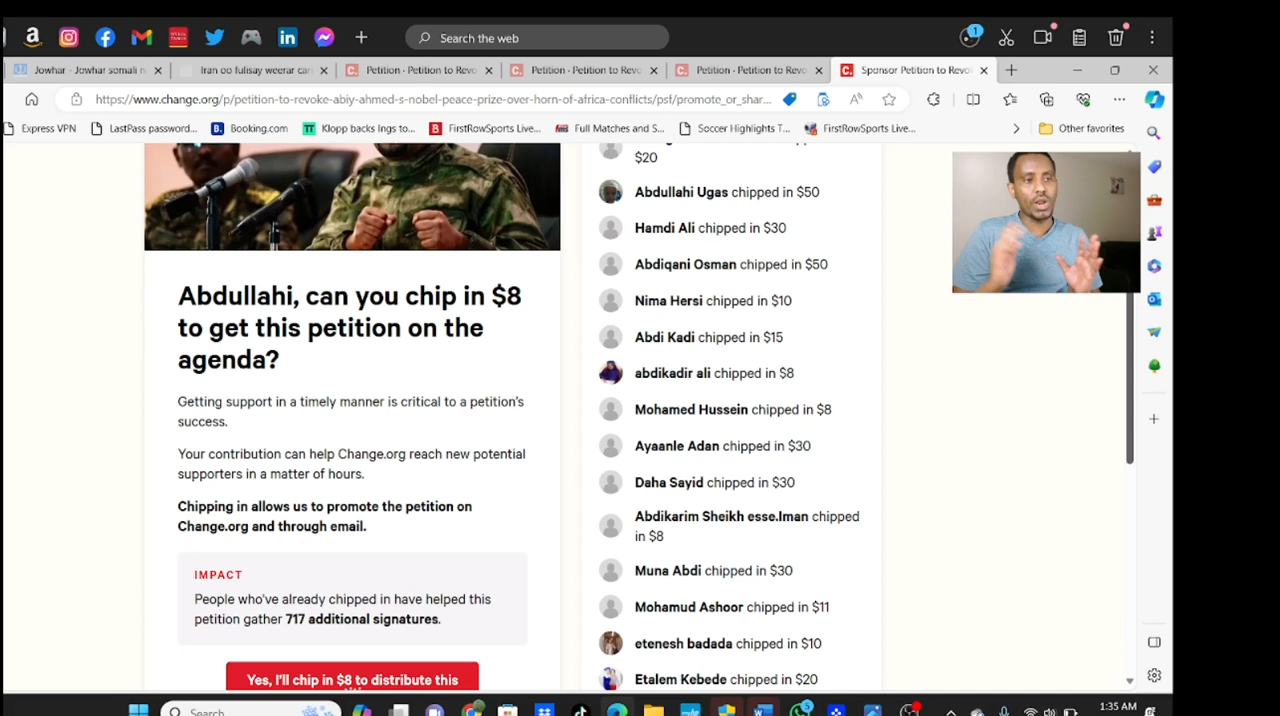 Search the web
1
Jowhar - Jowhar somali n
Iran oo fulisay weerar car
Petition · Petition to Revo
Petition · Petition to Revo
Petition · Petition to Revo
Sponsor Petition to Revo
https://www.change.org/p/petition-to-revoke-abiy-ahmed-s-nobel-peace-prize-over-horn-of-africa-conflicts/psf/promote_or_shar...
Express VPN
LastPass password...
Booking.com
Klopp backs Ings to...
FirstRowSports Live...
Full Matches and S...
Soccer Highlights T...
FirstRowSports Live...
Other favorites
$20
Abdullahi Ugas chipped in $50
Hamdi Ali chipped in $30
Abdiqani Osman chipped in $50
Nima Hersi chipped in $10
Abdi Kadi chipped in $15
abdikadir ali chipped in $8
Mohamed Hussein chipped in $8
Ayaanle Adan chipped in $30
Daha Sayid chipped in $30
Abdikarim Sheikh esse.Iman chipped
in $8
Muna Abdi chipped in $30
Mohamud Ashoor chipped in $11
etenesh badada chipped in $10
Etalem Kebede chipped in $20
Abdullahi, can you chip in $8
to get this petition on the
agenda?
Getting support in a timely manner is critical to a petition's
success.
Your contribution can help Change.org reach new potential
supporters in a matter of hours.
Chipping in allows us to promote the petition on
Change.org and through email.
IMPACT
People who've already chipped in have helped this
petition gather 717 additional signatures.
Yes, I'll chip in $8 to distribute this
Search
1:35 AM